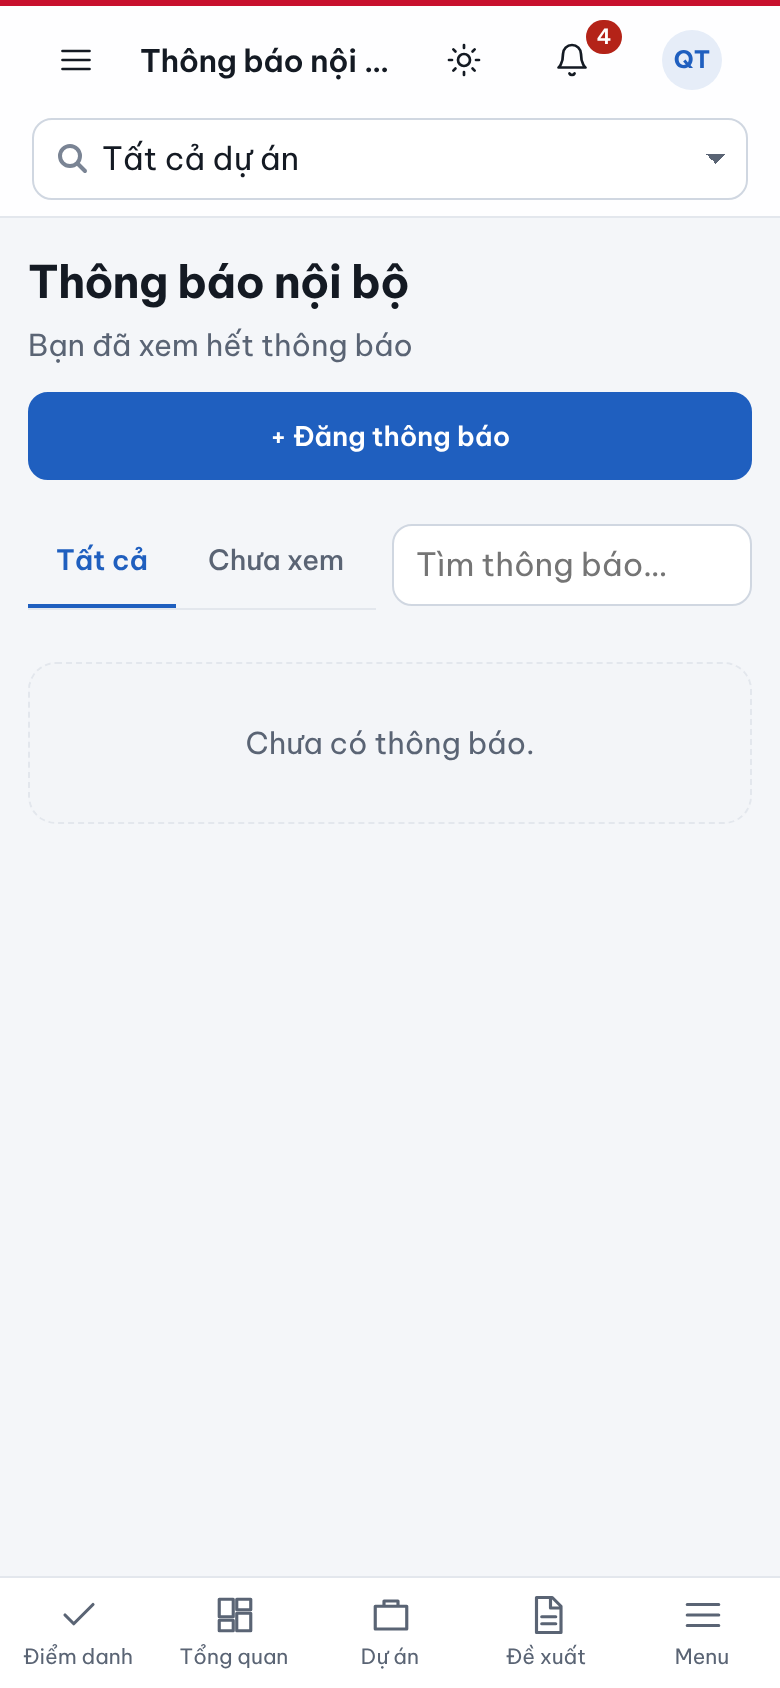 Thông báo nội ...
4
QT
Tất cả dự án
Thông báo nội bộ
Bạn đã xem hết thông báo
+ Đăng thông báo
Tất cả
Chưa xem
Tìm thông báo...
Chưa có thông báo.
Điểm danh
Tổng quan
Dự án
Đề xuất
Menu